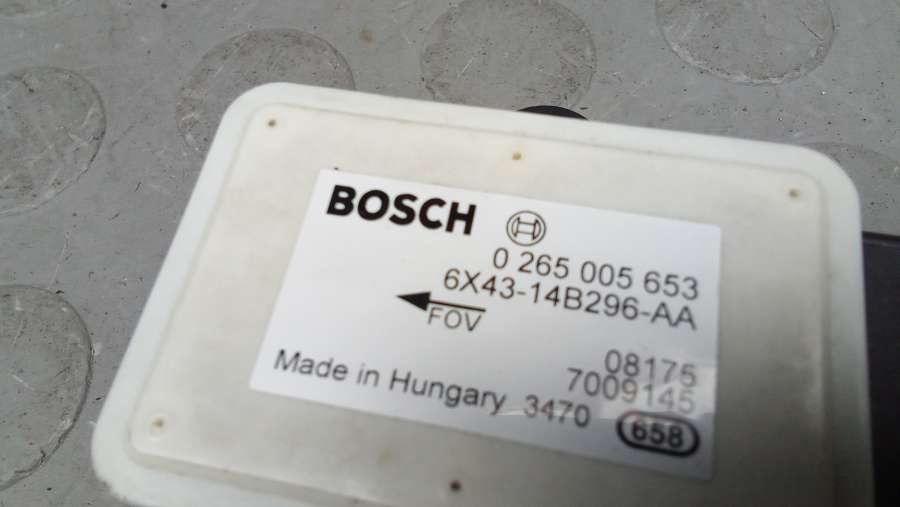 BOSCH
0 265 005 653
6X43-14B296-AA
FOV
08175
7009145
Made in Hungary 3470 658